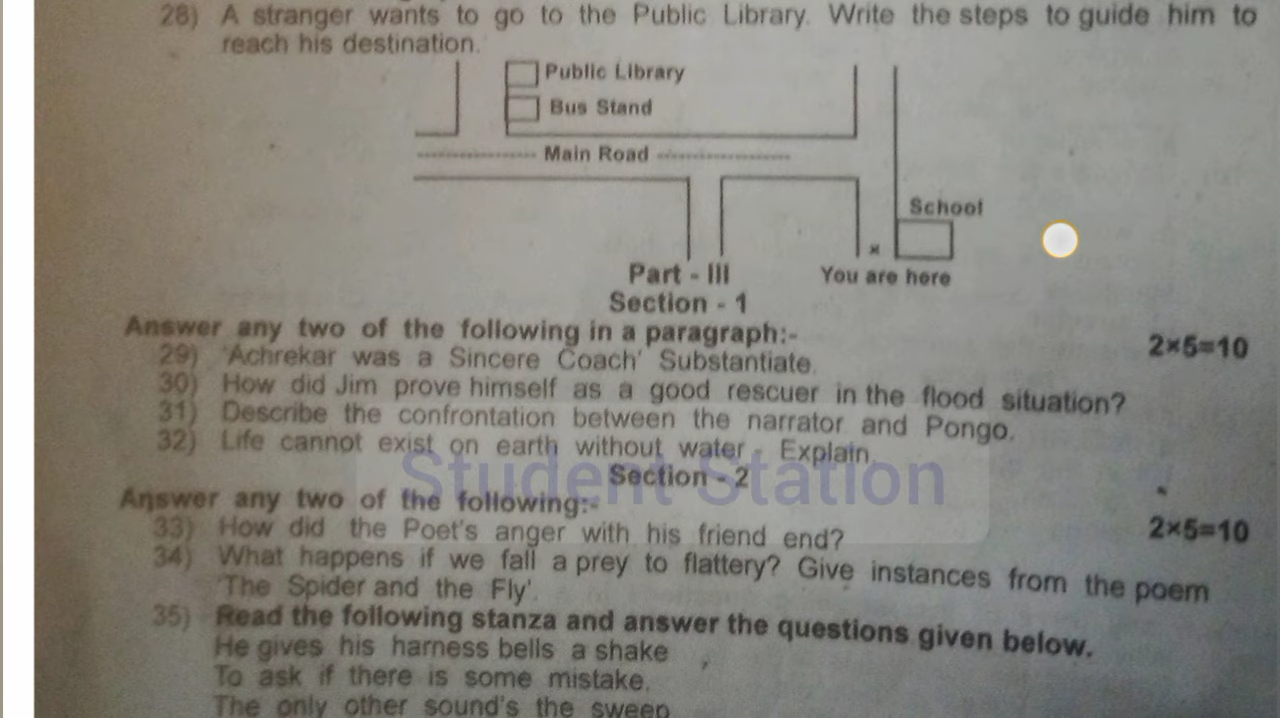 28) A stranger wants to go to the Public Library. Write the steps to guide him to
reach his destination.
Public Library
Bus Stand
Main Road
School
You are here
Part - III
Section - 1
Answer any two of the following in a paragraph:-
2×5=10
29) 'Achrekar was a Sincere Coach' Substantiate.
30) How did Jim prove himself as a good rescuer in the flood situation?
31) Describe the confrontation between the narrator and Pongo.
32) Life cannot exist on earth without water - Explain.
Student Station
Section - 2
Answer any two of the following:-
2×5=10
33) How did the Poet's anger with his friend end?
34) What happens if we fall a prey to flattery? Give instances from the poem
'The Spider and the Fly'.
35) Read the following stanza and answer the questions given below.
He gives his harness bells a shake
To ask if there is some mistake.
The only other sound's the sweep